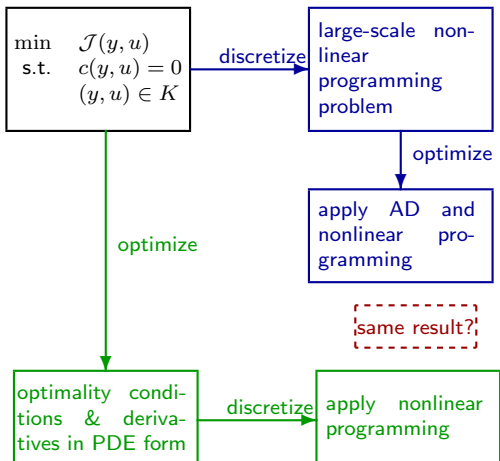 min J(y, u)
s.t. c(y, u) = 0
(y, u) ∈ K
discretize
large-scale non-
linear
programming
problem
optimize
apply AD and
nonlinear pro-
gramming
optimize
same result?
optimality condi-
tions & deriva-
tives in PDE form
discretize
apply nonlinear
programming